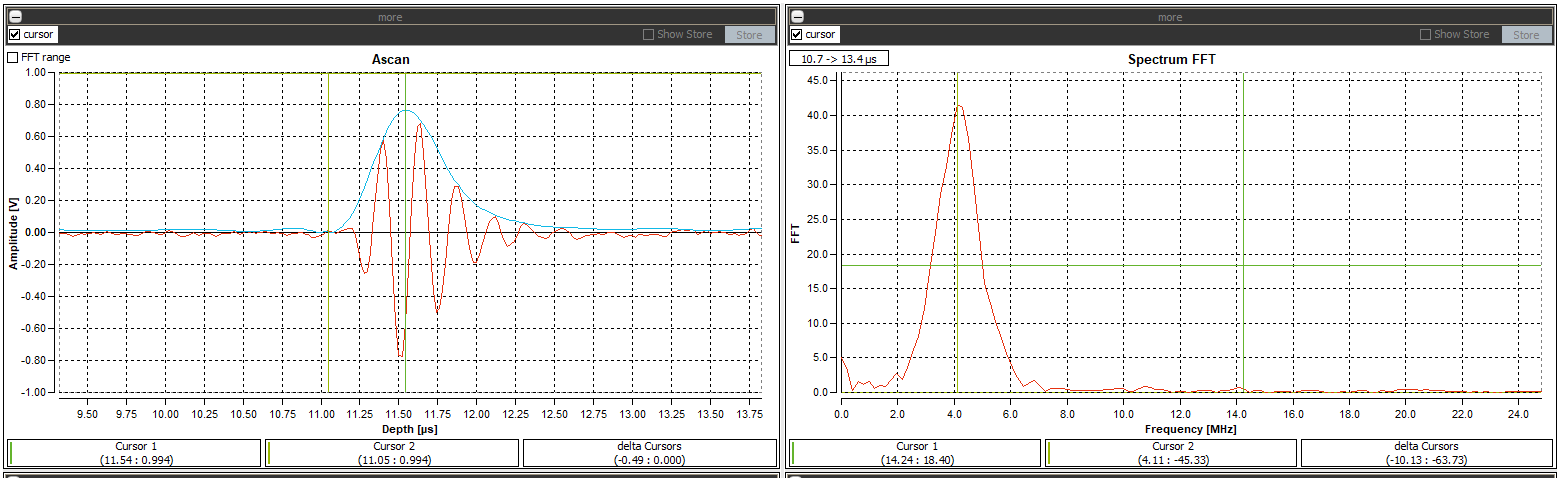 more
cursor
Show Store
Store
FFT range
Ascan
1.00
0.80
0.60
0.40
0.20
0.00
-0.20
-0.40
-0.60
-0.80
-1.00
Amplitude [V]
9.50 9.75 10.00 10.25 10.50 10.75 11.00 11.25 11.50 11.75 12.00 12.25 12.50 12.75 13.00 13.25 13.50 13.75
Depth [µs]
Cursor 1
(11.54 : 0.994)
Cursor 2
(11.05 : 0.994)
delta Cursors
(-0.49 : 0.000)
more
cursor
Show Store
Store
10.7 -> 13.4 µs
Spectrum FFT
45.0
40.0
35.0
30.0
25.0
20.0
15.0
10.0
5.0
0.0
FFT
0.0 2.0 4.0 6.0 8.0 10.0 12.0 14.0 16.0 18.0 20.0 22.0 24.0
Frequency [MHz]
Cursor 1
(14.24 : 18.40)
Cursor 2
(4.11 : -45.33)
delta Cursors
(-10.13 : -63.73)